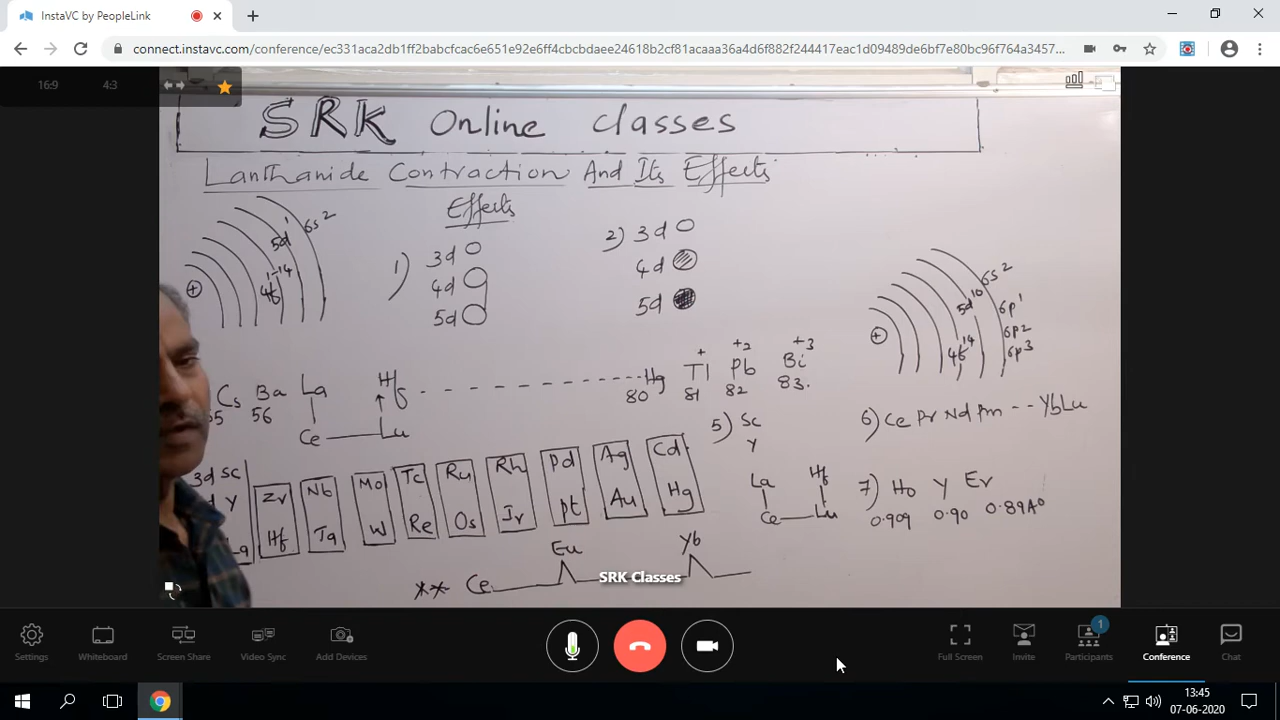 InstaVC by PeopleLink
connect.instavc.com/conference/ec331aca2db1ff2babcfcac6e651e92e6ff4cbcbdaee24618b2cf81acaaa36a4d6f882f244417eac1d09489de6bf7e80bc96f764a3457...
16:9 4:3
SRK Online classes
Lanthanide Contraction And Its Effects
Effects
5d¹ 6s²
4f¹⁻¹⁴
1) 3d
4d
5d
2) 3d
4d
5d
6s²
5d¹⁰
6p¹
4f¹⁴ 6p²
6p³
+ +2 +3
Cs Ba La Hf - - - - - - - - - - - - Hg Tl Pb Bi
56 80 81 82 83.
Ce Lu
5) Sc
Y
La Hf
Ce Lu
6) Ce Pr Nd Pm --- Yb Lu
7) Ho Y Er
0.909 0.90 0.89A°
3d Sc
Y Zr Nb Mo Tc Ru Rh Pd Ag Cd
Hf Ta W Re Os Ir Pt Au Hg
** Ce Eu Yb
SRK Classes
Settings Whiteboard Screen Share Video Sync Add Devices Full Screen Invite Participants 1 Conference Chat
13:45
07-06-2020